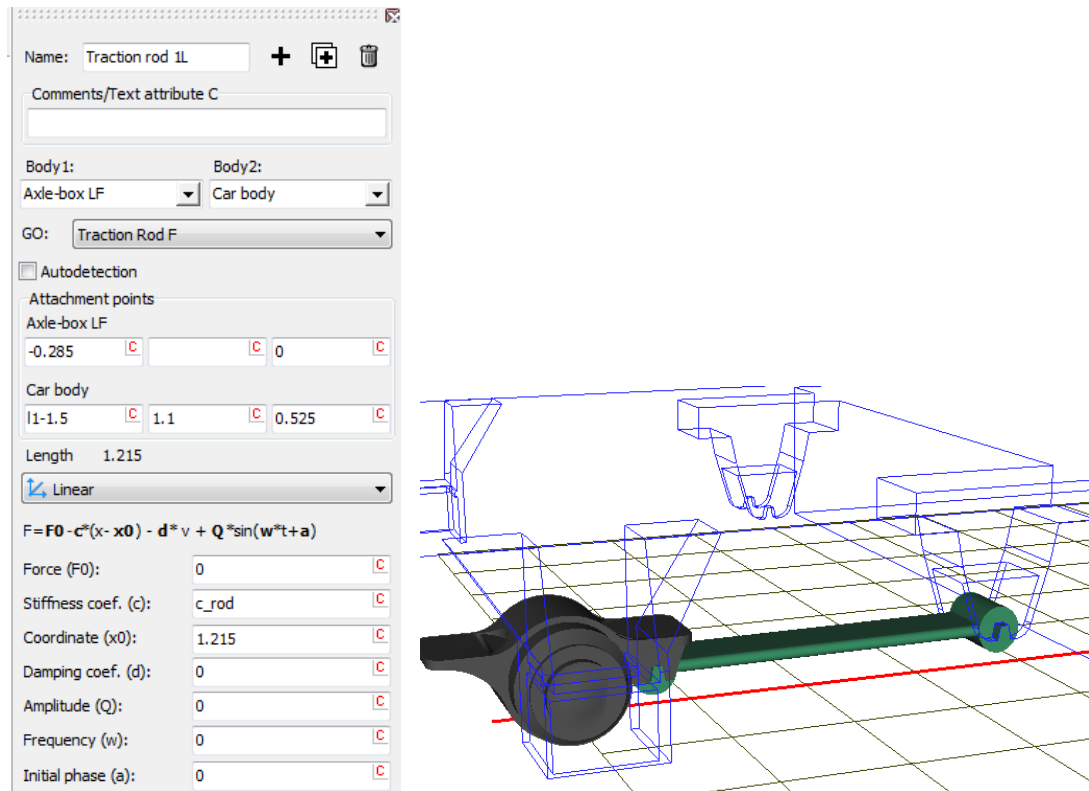 Name: Traction rod 1L
Comments/Text attribute C
Body1: Body2:
Axle-box LF Car body
GO: Traction Rod F
Autodetection
Attachment points
Axle-box LF
-0.285 C C 0 C
Car body
l1-1.5 C 1.1 C 0.525 C
Length 1.215
Linear
F=F0-c*(x-x0) - d* v + Q*sin(w*t+a)
Force (F0): 0 C
Stiffness coef. (c): c_rod C
Coordinate (x0): 1.215 C
Damping coef. (d): 0 C
Amplitude (Q): 0 C
Frequency (w): 0 C
Initial phase (a): 0 C